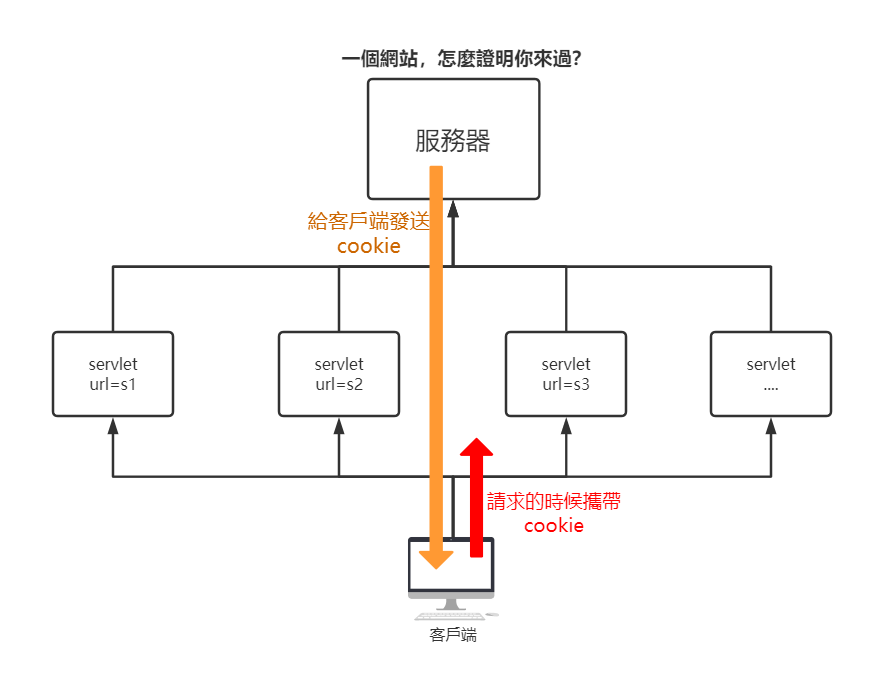 一個網站，怎麼證明你來過?
服務器
給客戶端發送
cookie
servlet
url=s1
servlet
url=s2
servlet
url=s3
servlet
....
請求的時候攜帶
cookie
客戶端